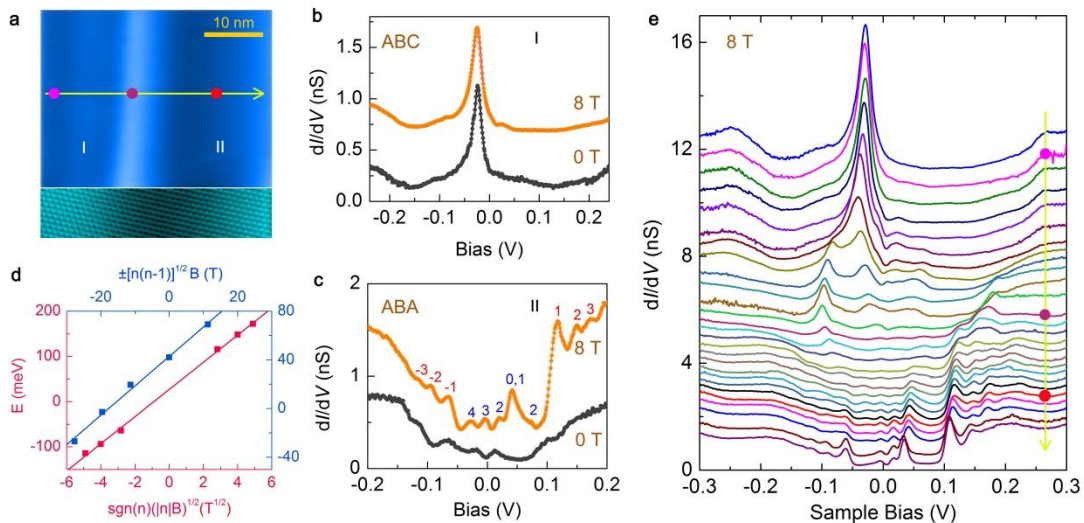 a
10 nm
I
II
b
ABC
I
8 T
0 T
dI/dV (nS)
1.5
1.0
0.5
0.0
-0.2
-0.1
0.0
0.1
0.2
Bias (V)
c
ABA
II
8 T
0 T
-3
-2
-1
4
3
2
0,1
2
1
2
3
dI/dV (nS)
2
1
0
-0.2
-0.1
0.0
0.1
0.2
Bias (V)
d
±[n(n-1)]^1/2 B (T)
-20
0
20
200
100
0
-100
E (meV)
80
40
0
-40
-6
-4
-2
0
2
4
6
sgn(n)(|n|B)^1/2(T^1/2)
e
8 T
dI/dV (nS)
16
12
8
4
0
-0.3
-0.2
-0.1
0.0
0.1
0.2
0.3
Sample Bias (V)